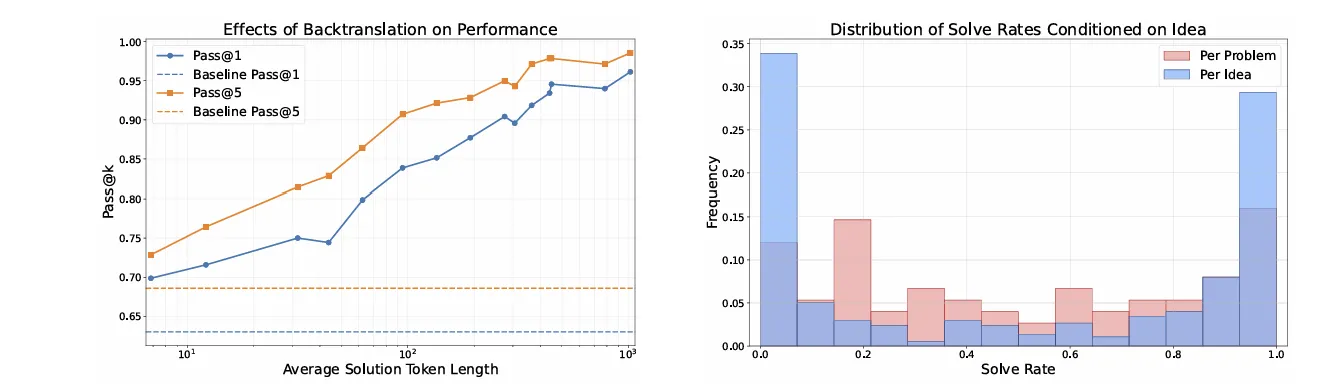 Effects of Backtranslation on Performance
Pass@1
Baseline Pass@1
Pass@5
Baseline Pass@5
Pass@k
1.00
0.95
0.90
0.85
0.80
0.75
0.70
0.65
10¹
10²
10³
Average Solution Token Length
Distribution of Solve Rates Conditioned on Idea
Per Problem
Per Idea
Frequency
0.35
0.30
0.25
0.20
0.15
0.10
0.05
0.00
0.0
0.2
0.4
0.6
0.8
1.0
Solve Rate